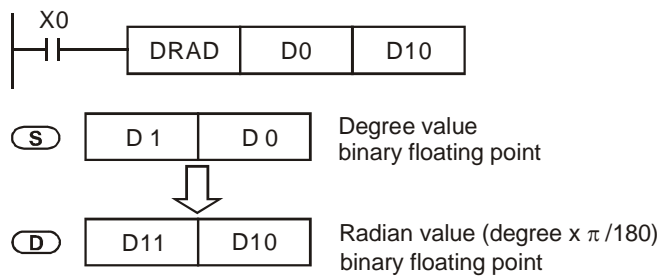 X0
DRAD D0 D10
S D 1 D 0 Degree value
binary floating point
D D11 D10 Radian value (degree x π /180)
binary floating point